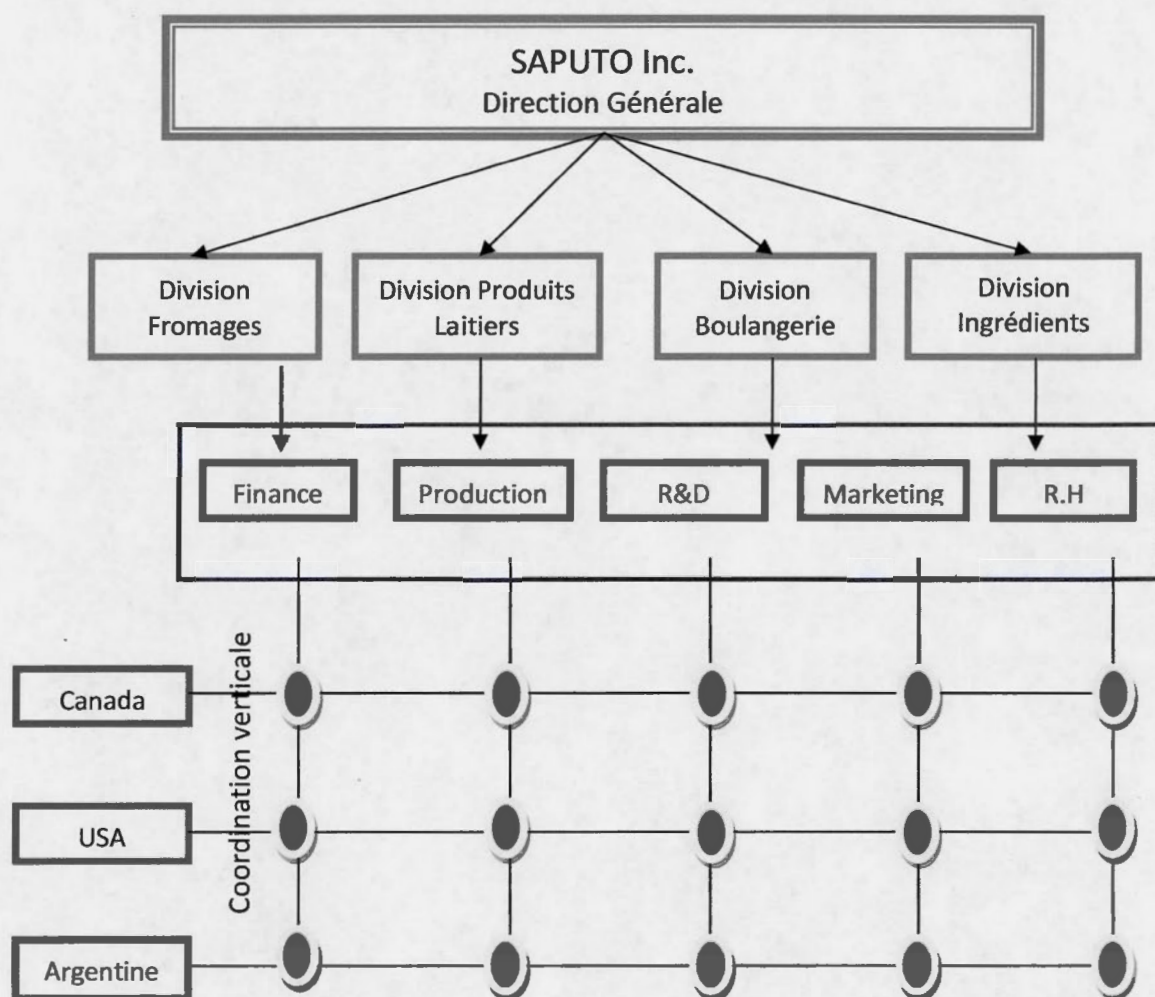 SAPUTO Inc.
Direction Générale
Division
Fromages
Division Produits
Laitiers
Division
Boulangerie
Division
Ingrédients
Finance
Production
R&D
Marketing
R.H
Coordination verticale
Canada
USA
Argentine